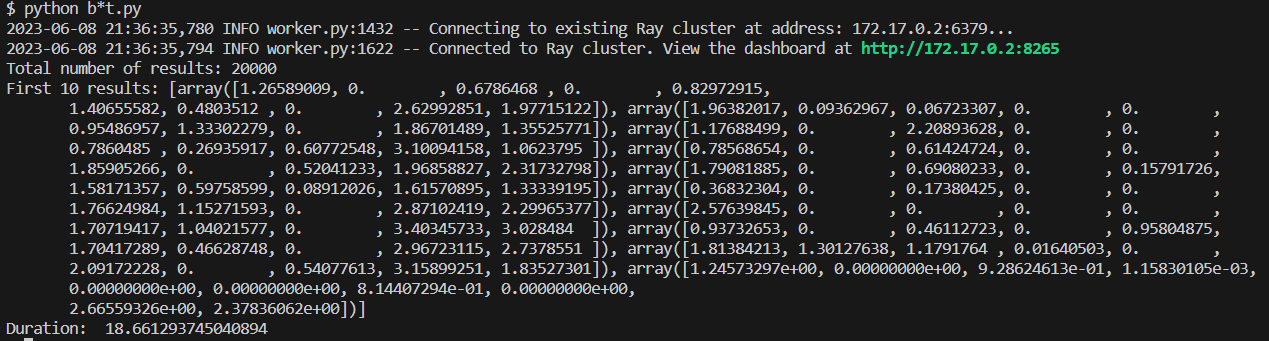 $ python b*t.py
2023-06-08 21:36:35,780 INFO worker.py:1432 -- Connecting to existing Ray cluster at address: 172.17.0.2:6379...
2023-06-08 21:36:35,794 INFO worker.py:1622 -- Connected to Ray cluster. View the dashboard at http://172.17.0.2:8265
Total number of results: 20000
First 10 results: [array([1.26589009, 0.        , 0.6786468 , 0.        , 0.82972915,
       1.40655582, 0.4803512 , 0.        , 2.62992851, 1.97715122]), array([1.96382017, 0.09362967, 0.06723307, 0.        , 0.        ,
       0.95486957, 1.33302279, 0.        , 1.86701489, 1.35525771]), array([1.17688499, 0.        , 2.20893628, 0.        , 0.        ,
       0.7860485 , 0.26935917, 0.60772548, 3.10094158, 1.0623795 ]), array([0.78568654, 0.        , 0.61424724, 0.        , 0.        ,
       1.85905266, 0.        , 0.52041233, 1.96858827, 2.31732798]), array([1.79081885, 0.        , 0.69080233, 0.        , 0.15791726,
       1.58171357, 0.59758599, 0.08912026, 1.61570895, 1.33339195]), array([0.36832304, 0.        , 0.17380425, 0.        , 0.        ,
       1.76624984, 1.15271593, 0.        , 2.87102419, 2.29965377]), array([2.57639845, 0.        , 0.        , 0.        , 0.        ,
       1.70719417, 1.04021577, 0.        , 3.40345733, 3.028484  ]), array([0.93732653, 0.        , 0.46112723, 0.        , 0.95804875,
       1.70417289, 0.46628748, 0.        , 2.96723115, 2.7378551 ]), array([1.81384213, 1.30127638, 1.1791764 , 0.01640503, 0.        ,
       2.09172228, 0.        , 0.54077613, 3.15899251, 1.83527301]), array([1.24573297e+00, 0.00000000e+00, 9.28624613e-01, 1.15830105e-03,
       0.00000000e+00, 0.00000000e+00, 8.14407294e-01, 0.00000000e+00,
       2.66559326e+00, 2.37836062e+00])]
Duration:  18.661293745040894